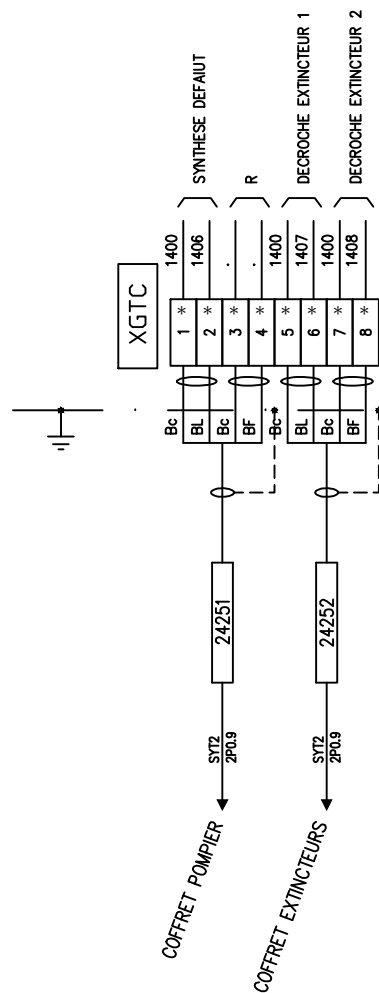 SYNTHESE DEFAIUT
R
DECROCHE EXTINCTEUR 1
DECROCHE EXTINCTEUR 2
1400
1406
.
.
1400
1407
1400
1408
XGTC
1 *
2 *
3 *
4 *
5 *
6 *
7 *
8 *
Bc
BL
Bc
BF
Bc
BL
Bc
BF
24251
24252
SYT2
2P0.9
SYT2
2P0.9
COFFRET POMPIER
COFFRET EXTINCTEURS